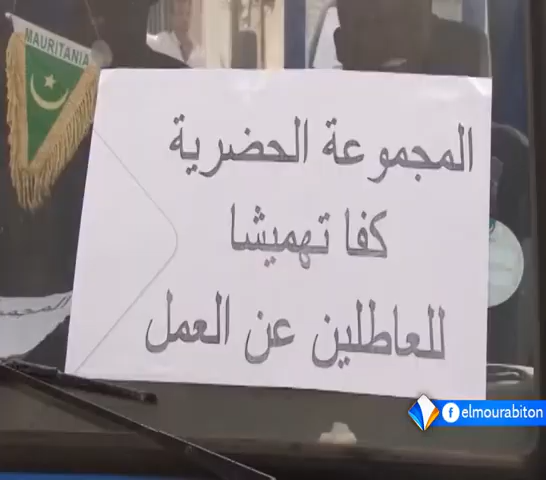 MAURITANIA
المجموعة الحضرية
كفا تهميشا
للعاطلين عن العمل
elmourabiton